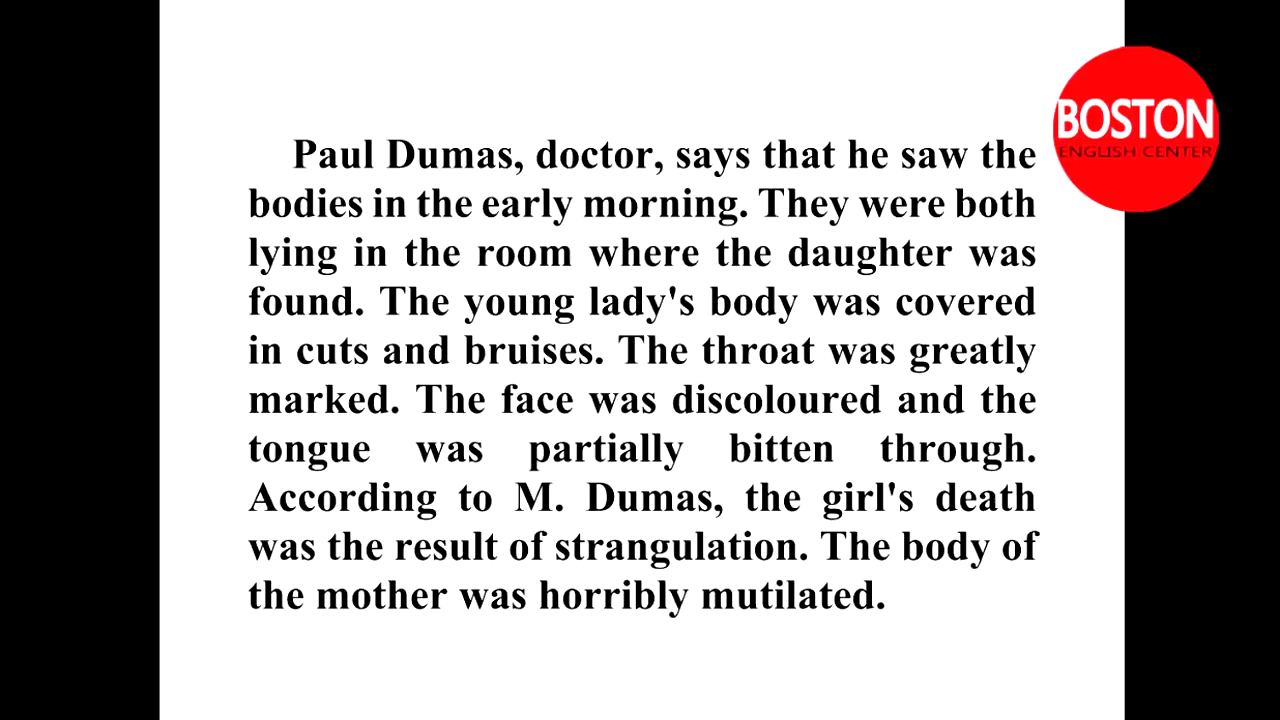 BOSTON
ENGLISH CENTER
Paul Dumas, doctor, says that he saw the
bodies in the early morning. They were both
lying in the room where the daughter was
found. The young lady's body was covered
in cuts and bruises. The throat was greatly
marked. The face was discoloured and the
tongue was partially bitten through.
According to M. Dumas, the girl's death
was the result of strangulation. The body of
the mother was horribly mutilated.